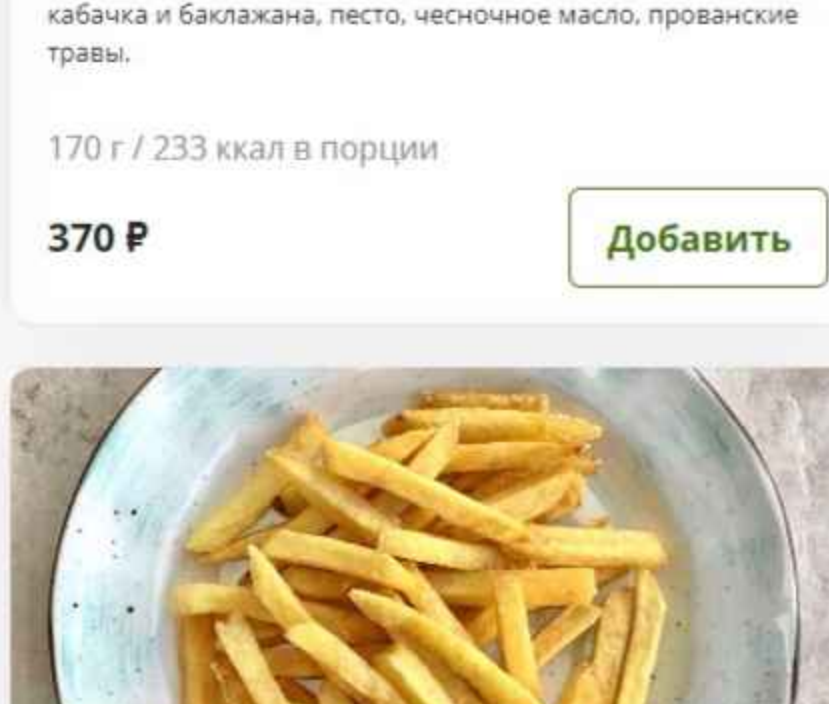 кабачка и баклажана, песто, чесночное масло, прованские
травы.
170 г / 233 ккал в порции
370 ₽
Добавить